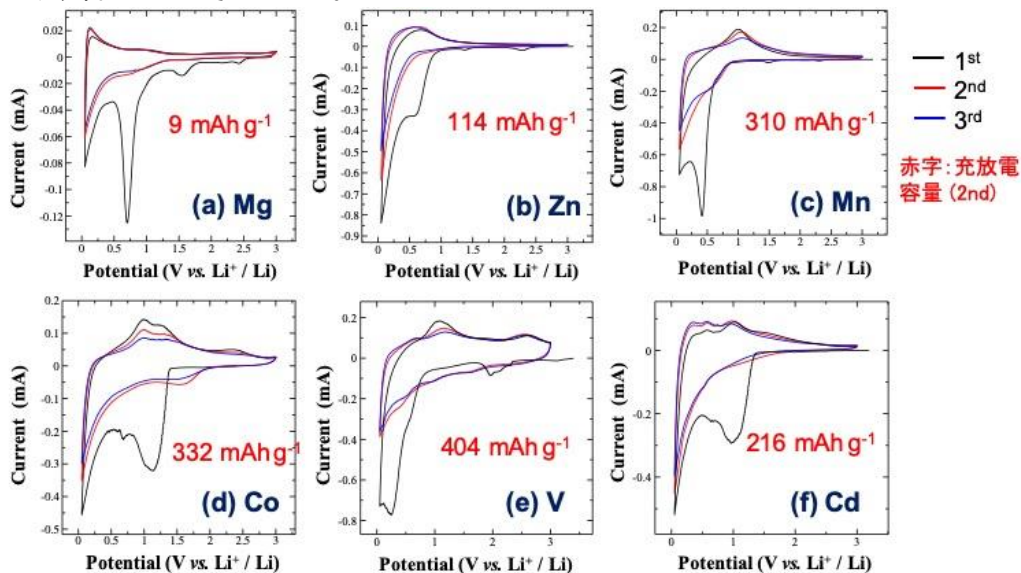 Current (mA)
0.02
0
-0.02
-0.04
-0.06
-0.08
-0.1
-0.12
9 mAh g⁻¹
(a) Mg
0 0.5 1 1.5 2 2.5 3
Potential (V vs. Li⁺ / Li)
Current (mA)
0.1
0
-0.1
-0.2
-0.3
-0.4
-0.5
-0.6
-0.7
-0.8
-0.9
114 mAh g⁻¹
(b) Zn
0 0.5 1 1.5 2 2.5 3
Potential (V vs. Li⁺ / Li)
Current (mA)
0.2
0
-0.2
-0.4
-0.6
-0.8
-1
310 mAh g⁻¹
(c) Mn
0 0.5 1 1.5 2 2.5 3
Potential (V vs. Li⁺ / Li)
1st
2nd
3rd
赤字：充放電
容量 (2nd)
Current (mA)
0.2
0.1
0
-0.1
-0.2
-0.3
-0.4
-0.5
332 mAh g⁻¹
(d) Co
0 0.5 1 1.5 2 2.5 3
Potential (V vs. Li⁺ / Li)
Current (mA)
0.2
0
-0.2
-0.4
-0.6
-0.8
404 mAh g⁻¹
(e) V
0 1 2 3
Potential (V vs. Li⁺ / Li)
Current (mA)
0.2
0
-0.2
-0.4
216 mAh g⁻¹
(f) Cd
0 1 2 3
Potential (V vs. Li⁺ / Li)